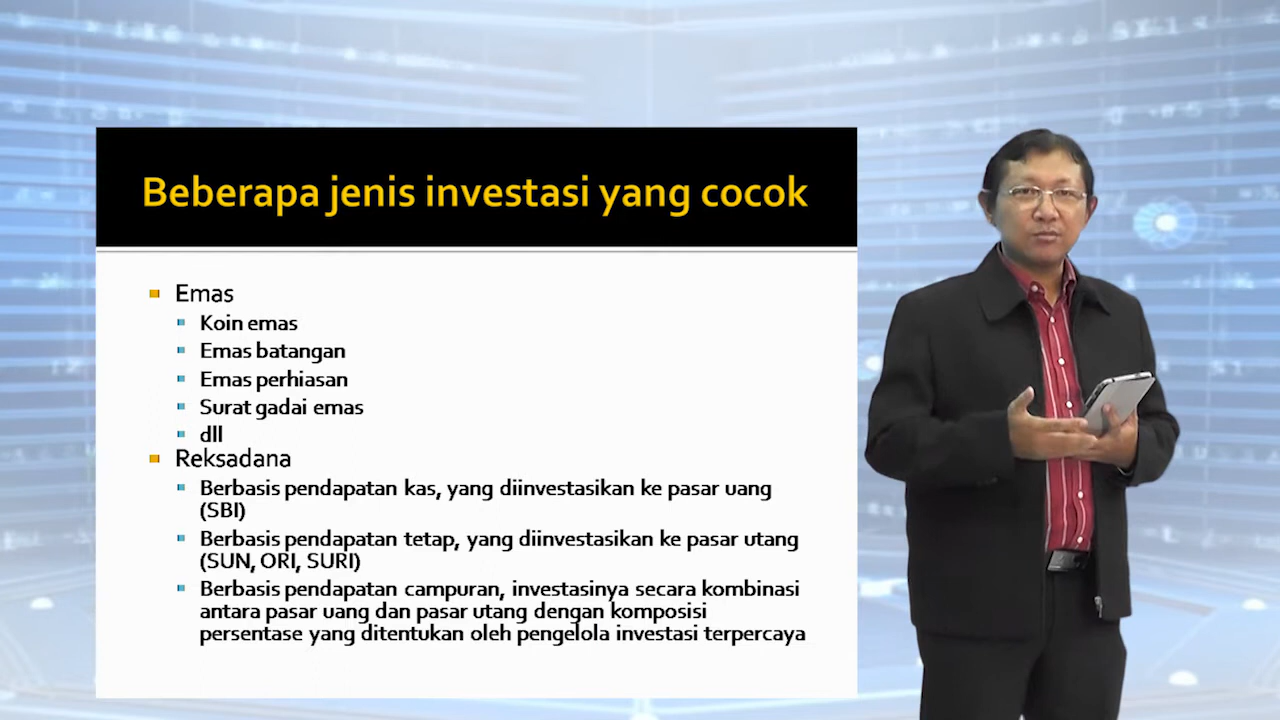 Beberapa jenis investasi yang cocok
Emas
Koin emas
Emas batangan
Emas perhiasan
Surat gadai emas
dll
Reksadana
Berbasis pendapatan kas, yang diinvestasikan ke pasar uang
(SBI)
Berbasis pendapatan tetap, yang diinvestasikan ke pasar utang
(SUN, ORI, SURI)
Berbasis pendapatan campuran, investasinya secara kombinasi
antara pasar uang dan pasar utang dengan komposisi
persentase yang ditentukan oleh pengelola investasi terpercaya